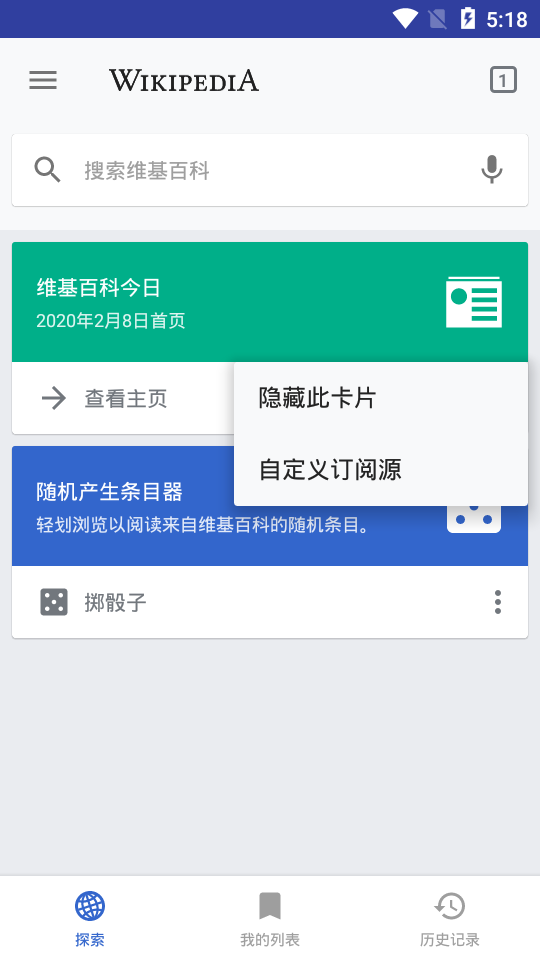 5:18
WIKIPEDIA
1
搜索维基百科
维基百科今日
2020年2月8日首页
查看主页
隐藏此卡片
自定义订阅源
随机产生条目器
轻划浏览以阅读来自维基百科的随机条目。
掷骰子
探索
我的列表
历史记录